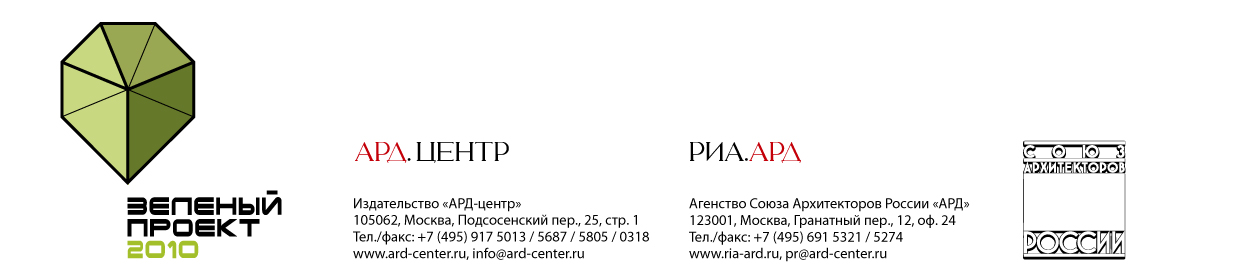 ЗЕЛЕНЫЙ
ПРОЕКТ
2010
АРД.ЦЕНТР
Издательство «АРД-центр»
105062, Москва, Подсосенский пер., 25, стр. 1
Тел./факс: +7 (495) 917 5013 / 5687 / 5805 / 0318
www.ard-center.ru, info@ard-center.ru
РИА.АРД
Агенство Союза Архитекторов России «АРД»
123001, Москва, Гранатный пер., 12, оф. 24
Тел./факс: +7 (495) 691 5321 / 5274
www.ria-ard.ru, pr@ard-center.ru
СОЮЗ
АРХИТЕКТОРОВ
РОССИИ